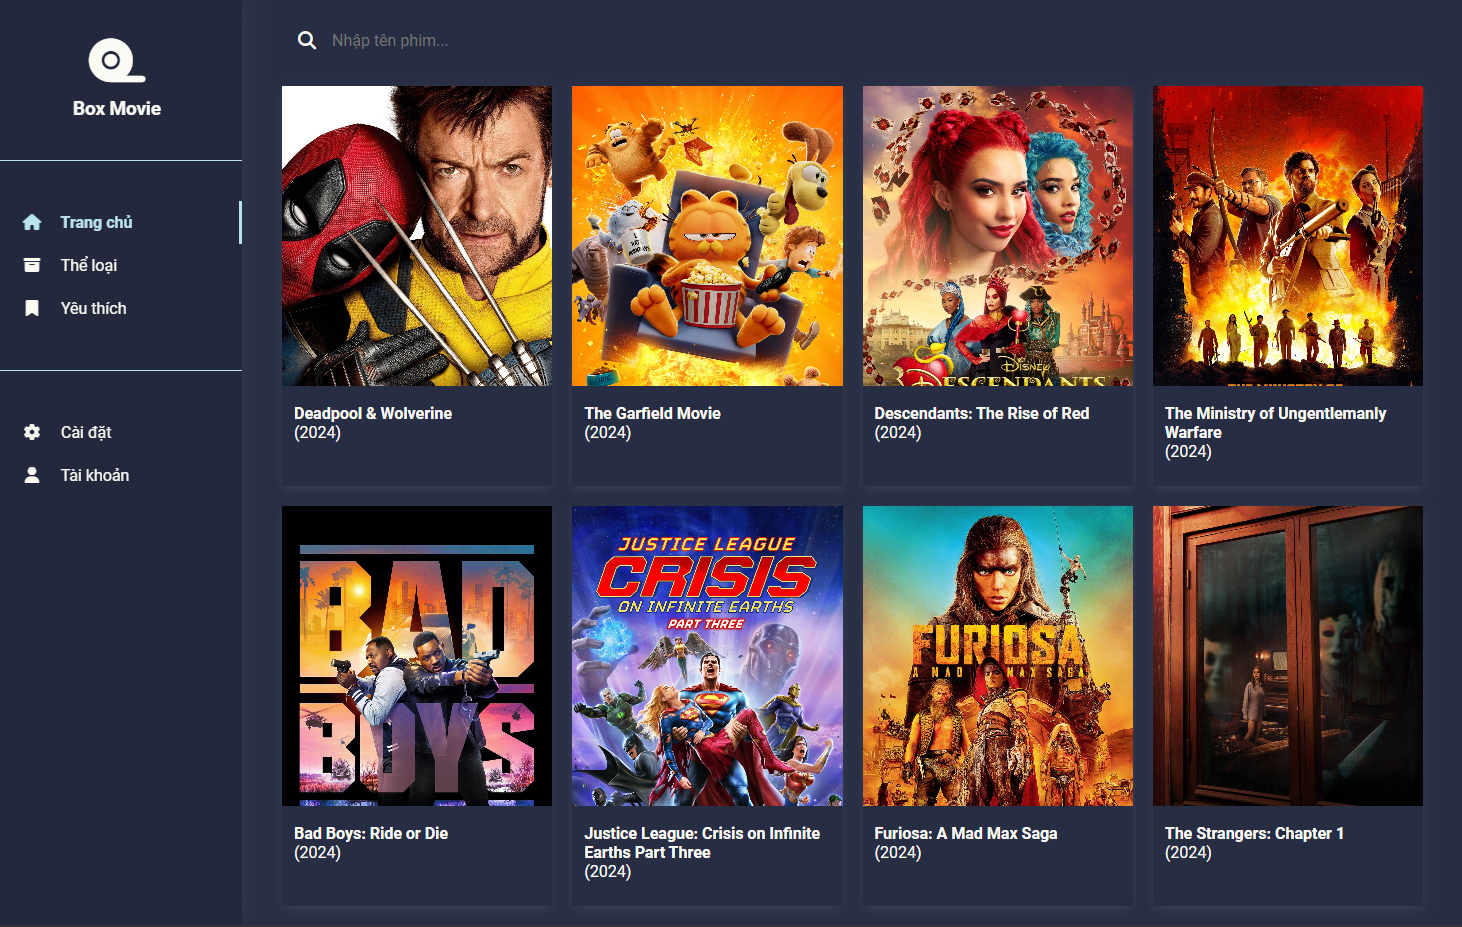 Box Movie
Trang chủ
Thể loại
Yêu thích
Cài đặt
Tài khoản
Nhập tên phim...
DISNEY
DESCENDANTS
Deadpool & Wolverine
(2024)
The Garfield Movie
(2024)
Descendants: The Rise of Red
(2024)
The Ministry of Ungentlemanly
Warfare
(2024)
BAD
BOYS
JUSTICE LEAGUE
CRISIS
ON INFINITE EARTHS
PART THREE
FURIOSA
A MAD MAX SAGA
Bad Boys: Ride or Die
(2024)
Justice League: Crisis on Infinite
Earths Part Three
(2024)
Furiosa: A Mad Max Saga
(2024)
The Strangers: Chapter 1
(2024)